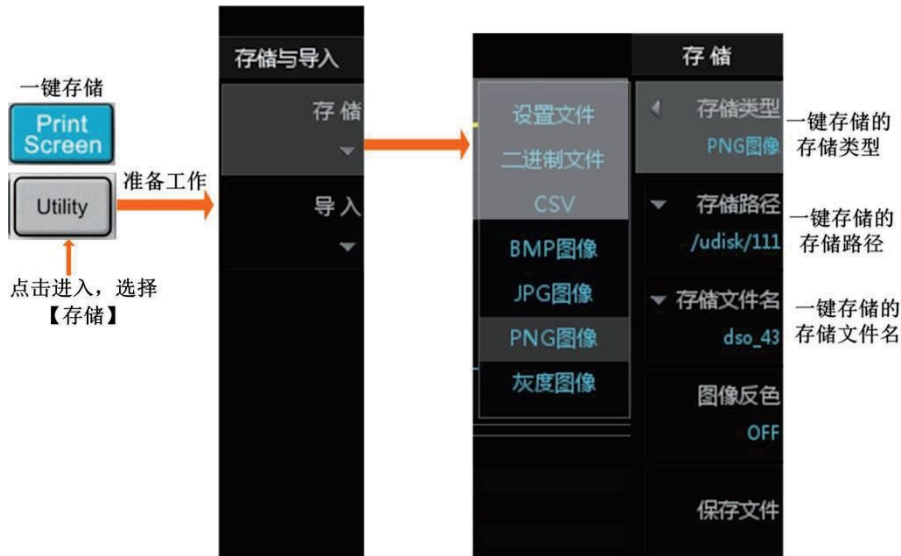 一键存储
Print
Screen
Utility
准备工作
点击进入，选择
【存储】
存储与导入
存 储
导 入
设置文件
二进制文件
CSV
BMP图像
JPG图像
PNG图像
灰度图像
存 储
存储类型
PNG图像
存储路径
/udisk/111
存储文件名
dso_43
图像反色
OFF
保存文件
一键存储的
存储类型
一键存储的
存储路径
一键存储的
存储文件名